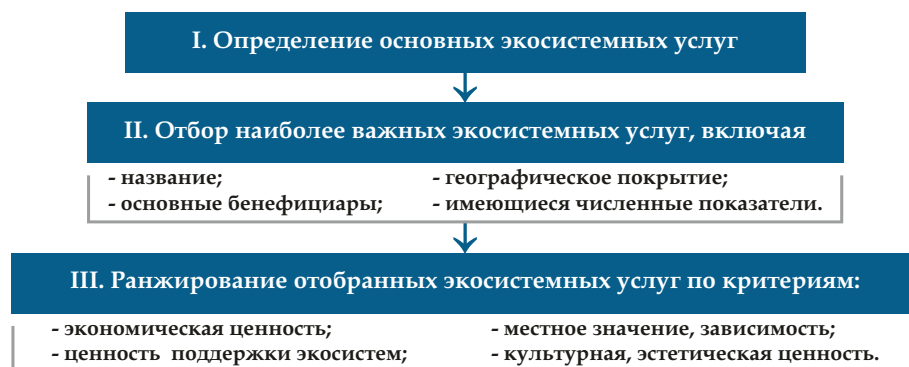 I. Определение основных экосистемных услуг
II. Отбор наиболее важных экосистемных услуг, включая
- название;
- основные бенефициары;
- географическое покрытие;
- имеющиеся численные показатели.
III. Ранжирование отобранных экосистемных услуг по критериям:
- экономическая ценность;
- ценность поддержки экосистем;
- местное значение, зависимость;
- культурная, эстетическая ценность.